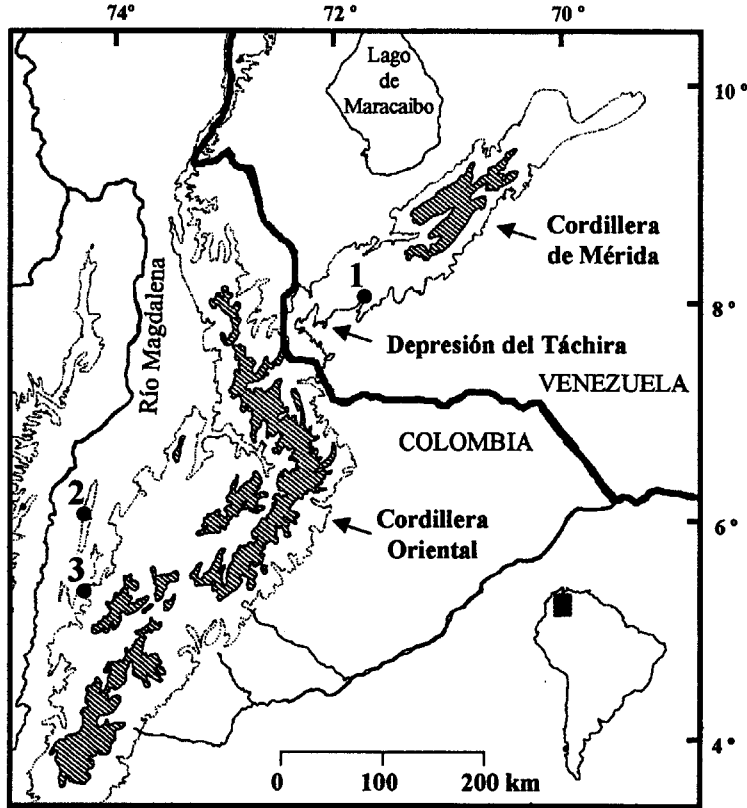 74° 72° 70°
Lago
de
Maracaibo
10°
Cordillera
de Mérida
1
8°
Río Magdalena
Depresión del Táchira
VENEZUELA
COLOMBIA
2
6°
Cordillera
Oriental
3
4°
0 100 200 km